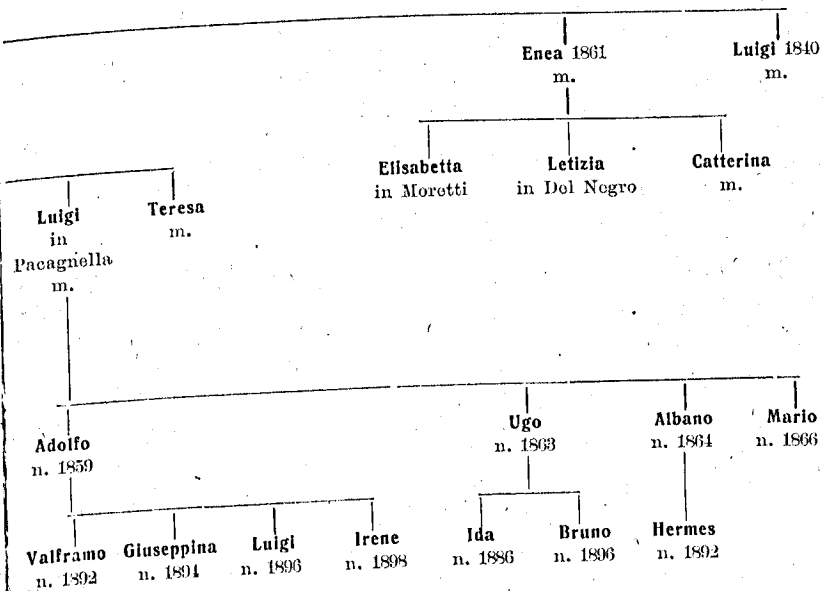 Enea 1861
m.
Luigi 1840
m.
Elisabetta
in Moretti
Letizia
in Del Negro
Catterina
m.
Luigi
in
Pacagnella
m.
Teresa
m.
Adolfo
n. 1859
Ugo
n. 1863
Albano
n. 1864
Mario
n. 1866
Valframo
n. 1892
Giuseppina
n. 1894
Luigi
n. 1896
Irene
n. 1898
Ida
n. 1886
Bruno
n. 1896
Hermes
n. 1892